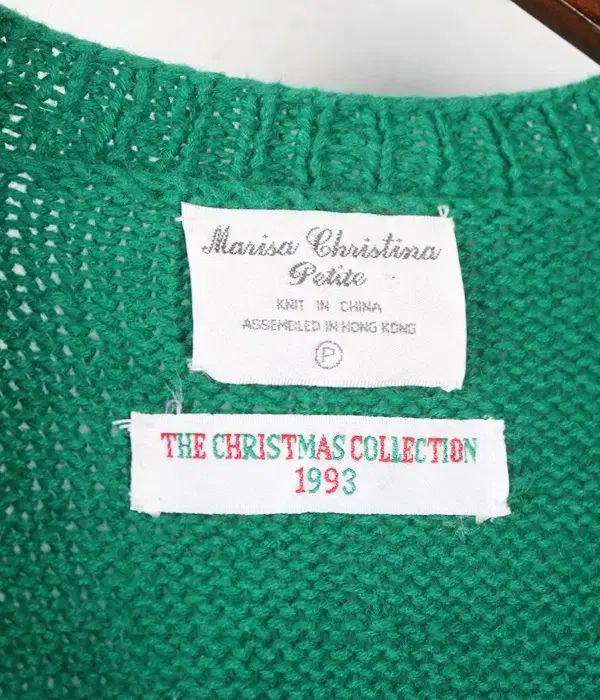 Marisa Christina
Petite
KNIT IN CHINA
ASSEMBLED IN HONG KONG
P
THE CHRISTMAS COLLECTION
1993